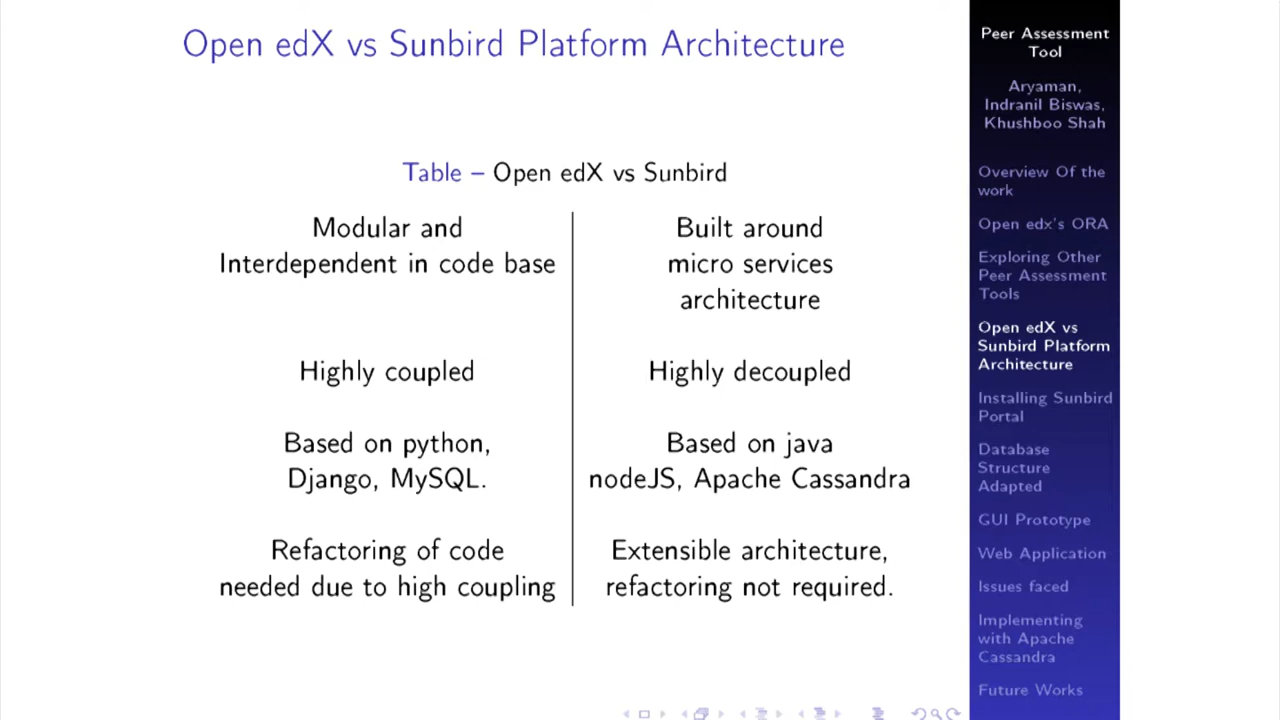 Open edX vs Sunbird Platform Architecture
Table – Open edX vs Sunbird
Modular and
Interdependent in code base
Built around
micro services
architecture
Highly coupled
Highly decoupled
Based on python,
Django, MySQL.
Based on java
nodeJS, Apache Cassandra
Refactoring of code
needed due to high coupling
Extensible architecture,
refactoring not required.
Peer Assessment
Tool
Aryaman,
Indranil Biswas,
Khushboo Shah
Overview Of the
work
Open edx's ORA
Exploring Other
Peer Assessment
Tools
Open edX vs
Sunbird Platform
Architecture
Installing Sunbird
Portal
Database
Structure
Adapted
GUI Prototype
Web Application
Issues faced
Implementing
with Apache
Cassandra
Future Works